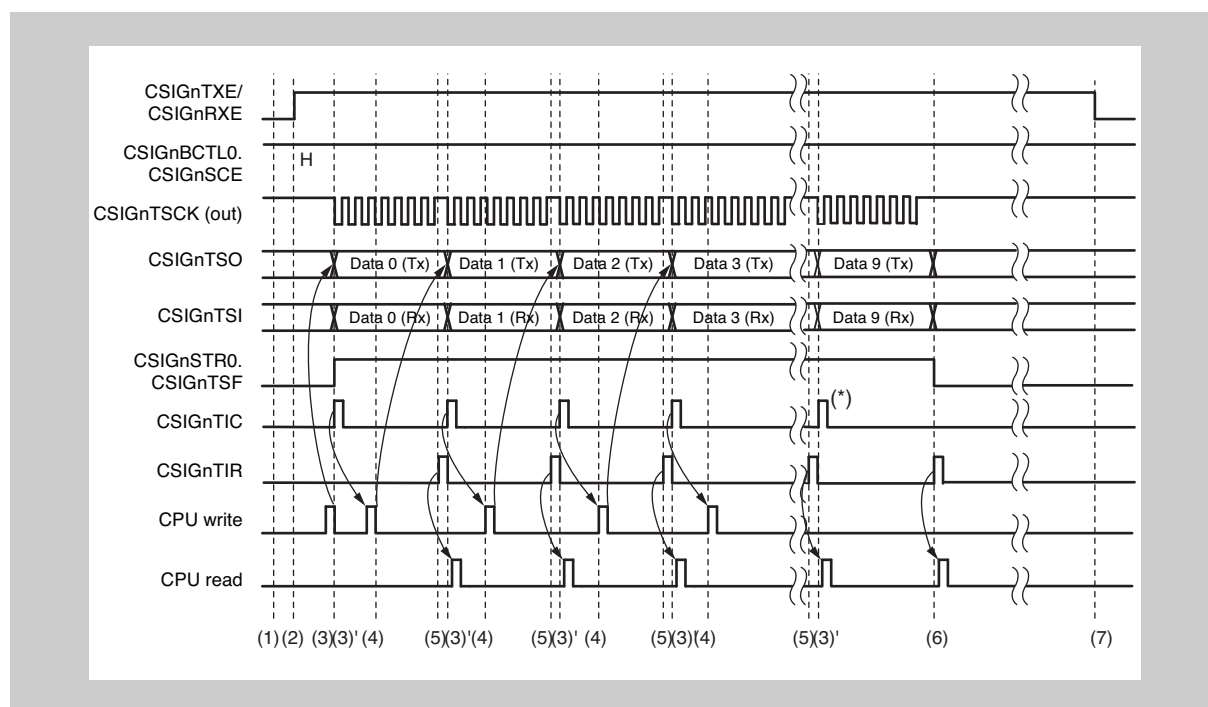 CSIGnTXE/
CSIGnRXE
CSIGnBCTL0.
CSIGnSCE
H
CSIGnTSCK (out)
CSIGnTSO
Data 0 (Tx)
Data 1 (Tx)
Data 2 (Tx)
Data 3 (Tx)
Data 9 (Tx)
CSIGnTSI
Data 0 (Rx)
Data 1 (Rx)
Data 2 (Rx)
Data 3 (Rx)
Data 9 (Rx)
CSIGnSTR0.
CSIGnTSF
CSIGnTIC
(*)
CSIGnTIR
CPU write
CPU read
(1) (2) (3)(3)' (4) (5)(3)'(4) (5)(3)' (4) (5)(3)'(4) (5)(3)' (6) (7)